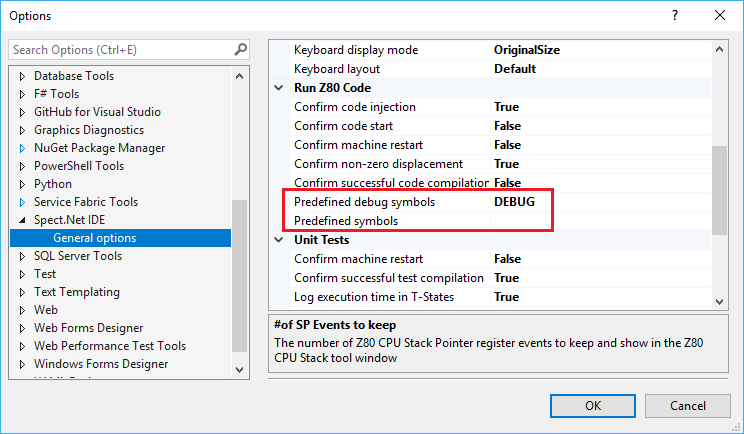 Options
Search Options (Ctrl+E)
Database Tools
F# Tools
GitHub for Visual Studio
Graphics Diagnostics
NuGet Package Manager
PowerShell Tools
Python
Service Fabric Tools
Spect.Net IDE
General options
SQL Server Tools
Test
Text Templating
Web
Web Forms Designer
Web Performance Test Tools
Windows Forms Designer
Keyboard display mode OriginalSize
Keyboard layout Default
Run Z80 Code
Confirm code injection True
Confirm code start False
Confirm machine restart False
Confirm non-zero displacement True
Confirm successful code compilation False
Predefined debug symbols DEBUG
Predefined symbols
Unit Tests
Confirm machine restart False
Confirm successful test compilation True
Log execution time in T-States True
#of SP Events to keep
The number of Z80 CPU Stack Pointer register events to keep and show in the Z80
CPU Stack tool window
OK
Cancel